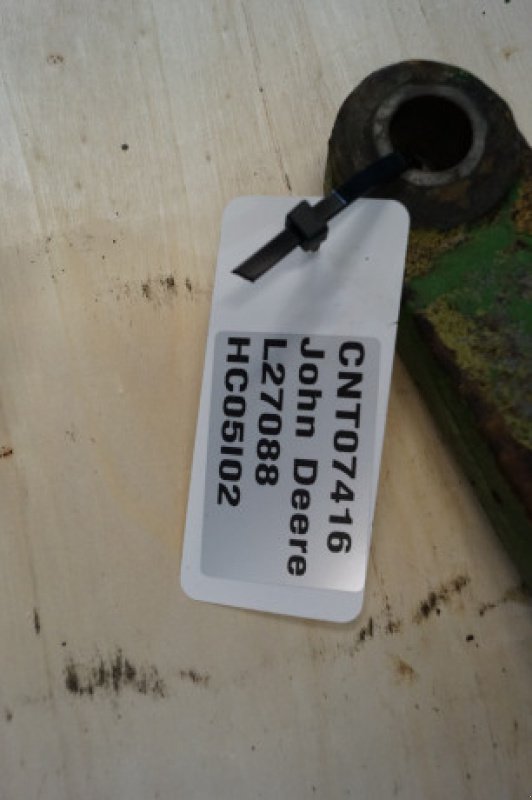 CNT07416
John Deere
L27088
HC05I02